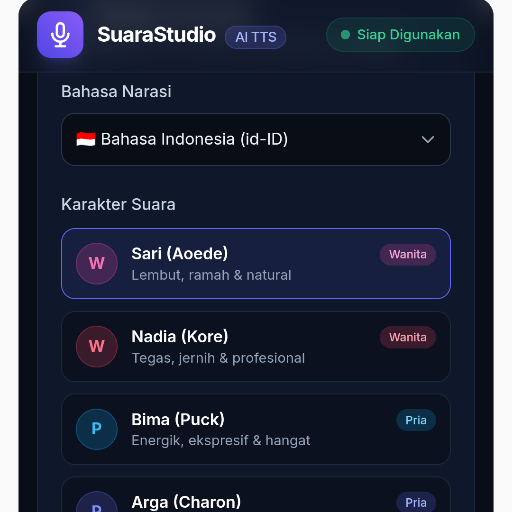 SuaraStudio AI TTS
Siap Digunakan
Bahasa Narasi
🇮🇩 Bahasa Indonesia (id-ID)
Karakter Suara
W
Sari (Aoede)
Wanita
Lembut, ramah & natural
W
Nadia (Kore)
Wanita
Tegas, jernih & profesional
P
Bima (Puck)
Pria
Energik, ekspresif & hangat
P
Arga (Charon)
Pria